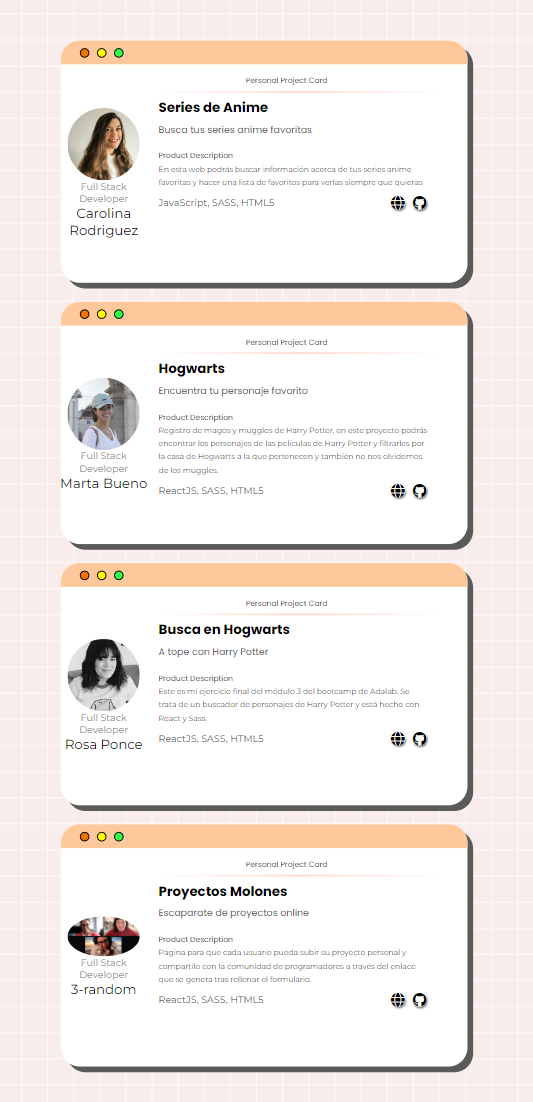 Personal Project Card
Series de Anime
Busca tus series anime favoritas
Product Description
En esta web podrás buscar información acerca de tus series anime
favoritas y hacer una lista de favoritos para verlas siempre que quieras
JavaScript, SASS, HTML5
Full Stack
Developer
Carolina
Rodriguez
Personal Project Card
Hogwarts
Encuentra tu personaje favorito
Product Description
Registro de magos y muggles de Harry Potter, en este proyecto podrás
encontrar los personajes de las películas de Harry Potter y filtrarles por
la casa de Hogwarts a la que pertenecen y también no nos olvidemos
de los muggles.
ReactJS, SASS, HTML5
Full Stack
Developer
Marta Bueno
Personal Project Card
Busca en Hogwarts
A tope con Harry Potter
Product Description
Este es mi ejercicio final del módulo 3 del bootcamp de Adalab. Se
trata de un buscador de personajes de Harry Potter y está hecho con
React y Sass.
ReactJS, SASS, HTML5
Full Stack
Developer
Rosa Ponce
Personal Project Card
Proyectos Molones
Escaparate de proyectos online
Product Description
Página para que cada usuario pueda subir su proyecto personal y
compartilo con la comunidad de programadores a través del enlace
que se genera tras rellenar el formulario.
ReactJS, SASS, HTML5
Full Stack
Developer
3-random